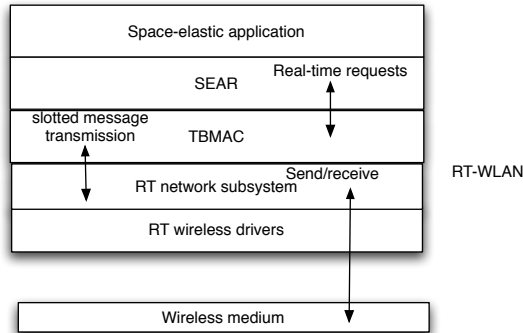 Space-elastic application
Real-time requests
SEAR
slotted message
transmission
TBMAC
Send/receive
RT-WLAN
RT network subsystem
RT wireless drivers
Wireless medium